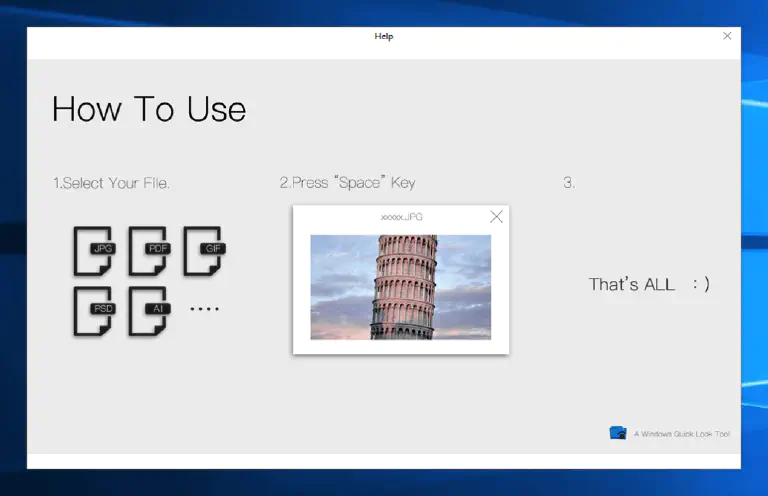 Help
How To Use
1.Select Your File.
2.Press “Space” Key
3.
xxxxx.JPG
JPG
PDF
GIF
PSD
AI
....
That's ALL :)
A Windows Quick Look Tool